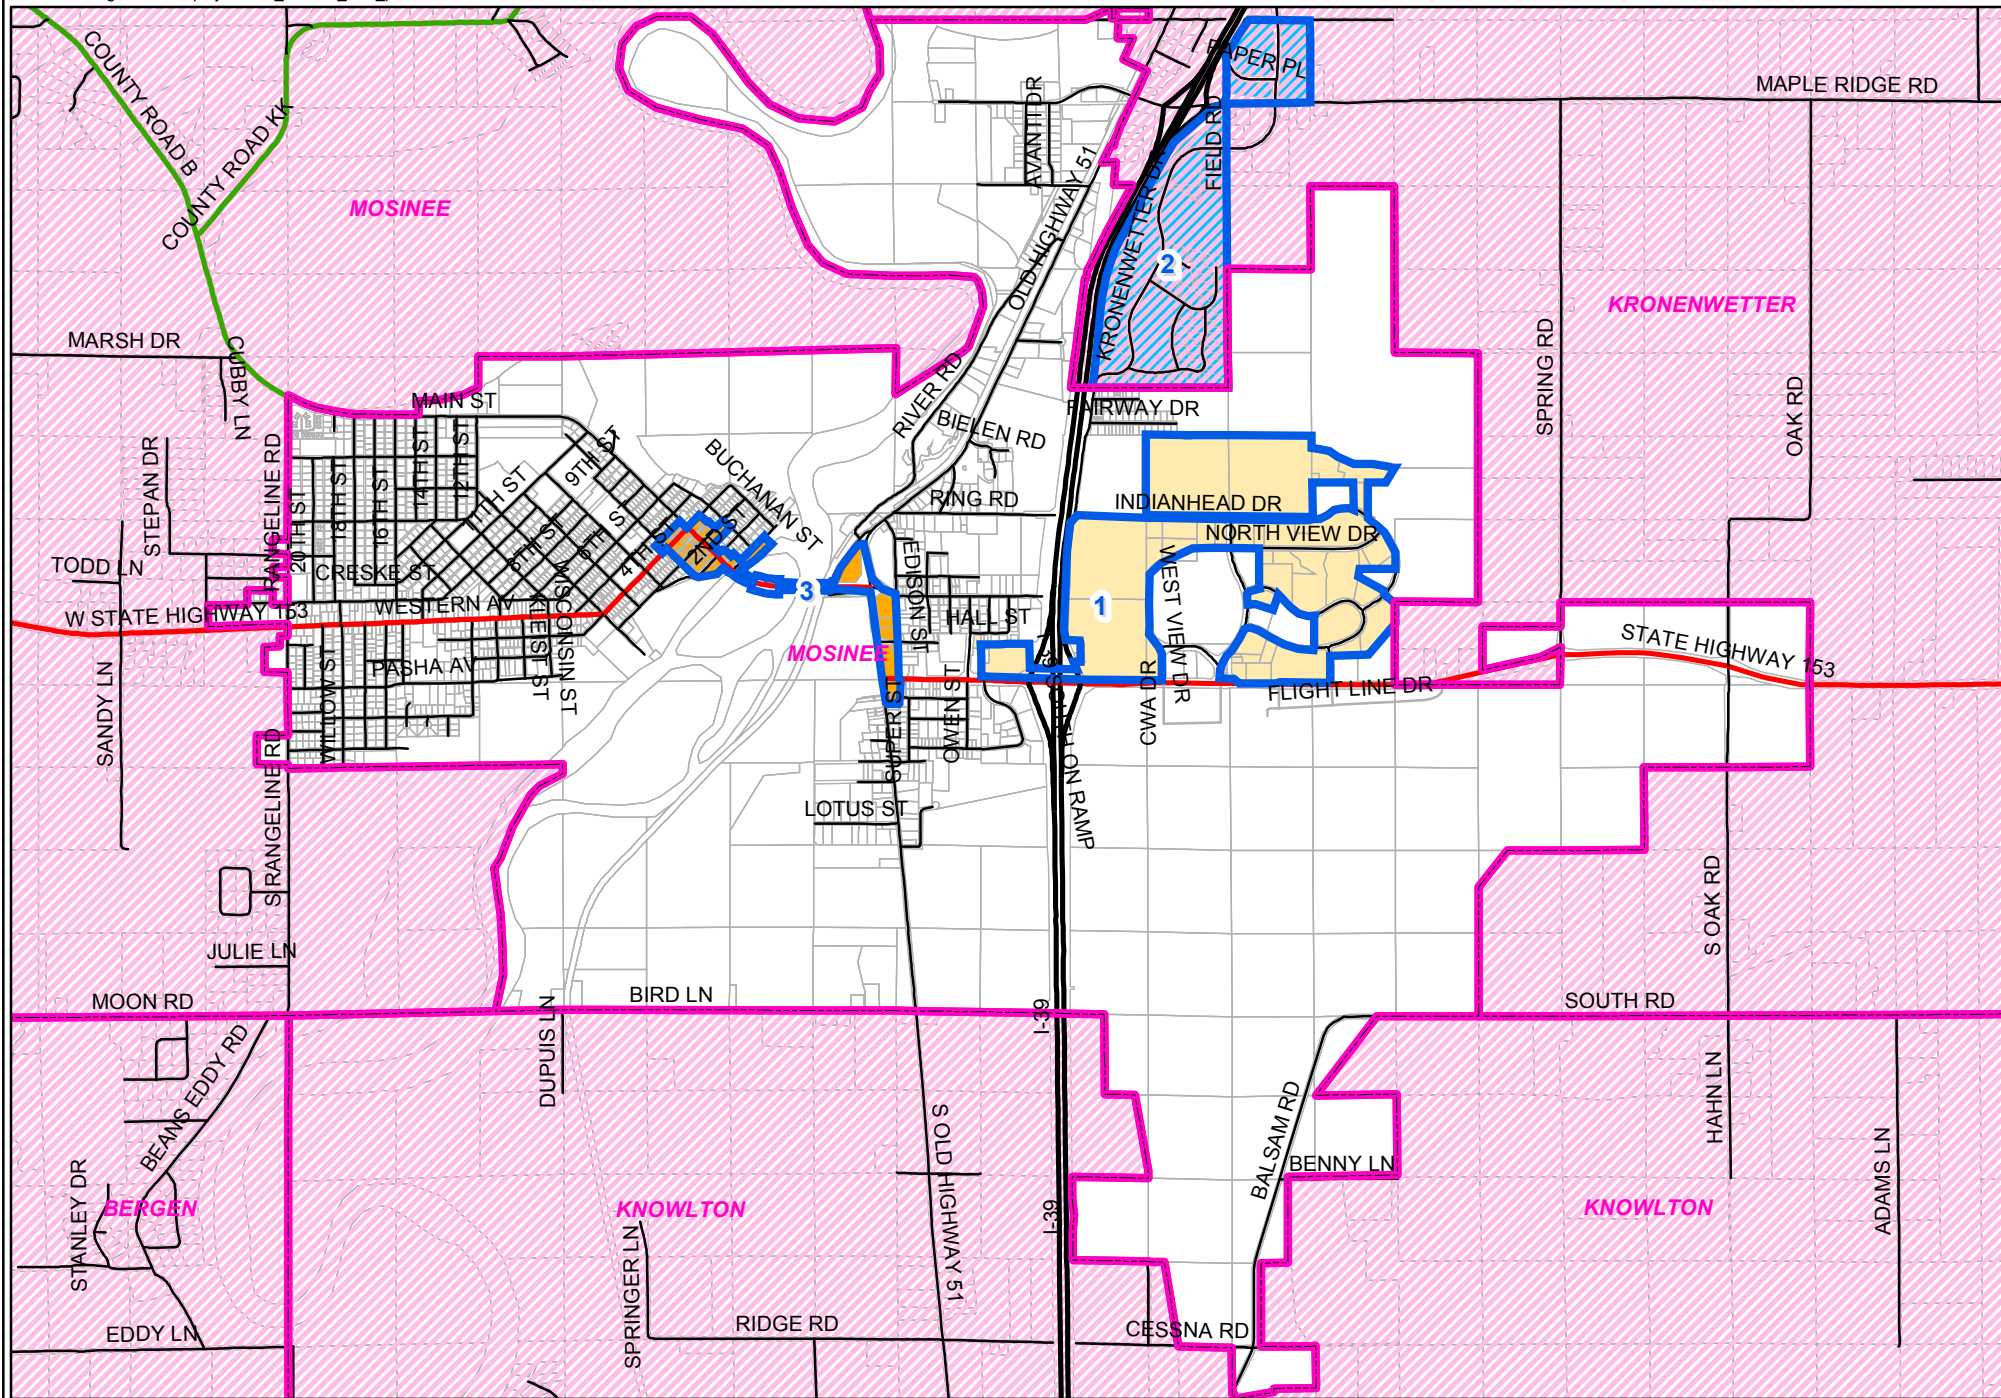 PAPER PL
MAPLE RIDGE RD
COUNTY ROAD B
COUNTY ROAD KK
AVANTI DR
FIELD RD
OLD HIGHWAY 51
KRONENWETTER DR
MOSINEE
2
KRONENWETTER
MARSH DR
CUBBY LN
SPRING RD
OAK RD
RIVER RD
MAIN ST
FAIRWAY DR
BIELEN RD
STEPAN DR
RANGELINE RD
20TH ST
18TH ST
16TH ST
14TH ST
12TH ST
11TH ST
9TH ST
8TH ST
6TH S
4TH ST
2ND ST
BUCHANAN ST
RING RD
INDIANHEAD DR
NORTH VIEW DR
TODD LN
CRESKE ST
WISCONSIN ST
KLEIST ST
EDISON ST
WEST VIEW DR
3
1
W STATE HIGHWAY 153
WESTERN AV
HALL ST
MOSINEE
STATE HIGHWAY 153
SANDY LN
PASHA AV
WILLOW ST
FLIGHT LINE DR
CWA DR
SUPER ST
OWEN ST
S RANGELINE RD
LOTUS ST
ON RAMP
S OAK RD
JULIE LN
MOON RD
BIRD LN
SOUTH RD
DUPUIS LN
I-39
BEANS EDDY RD
HAHN LN
BALSAM RD
BENNY LN
ADAMS LN
STANLEY DR
BERGEN
KNOWLTON
S OLD HIGHWAY 51
I-39
KNOWLTON
SPRINGER LN
EDDY LN
RIDGE RD
CESSNA RD